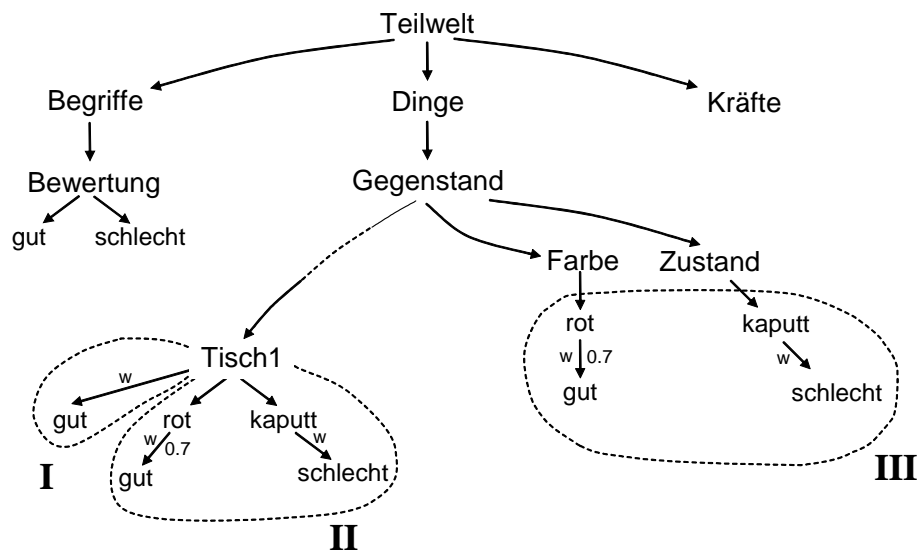 Teilwelt
Begriffe
Dinge
Kräfte
Bewertung
Gegenstand
gut
schlecht
Farbe
Zustand
rot
kaputt
w
0.7
w
gut
schlecht
Tisch1
w
gut
rot
kaputt
w
0.7
w
gut
schlecht
I
II
III